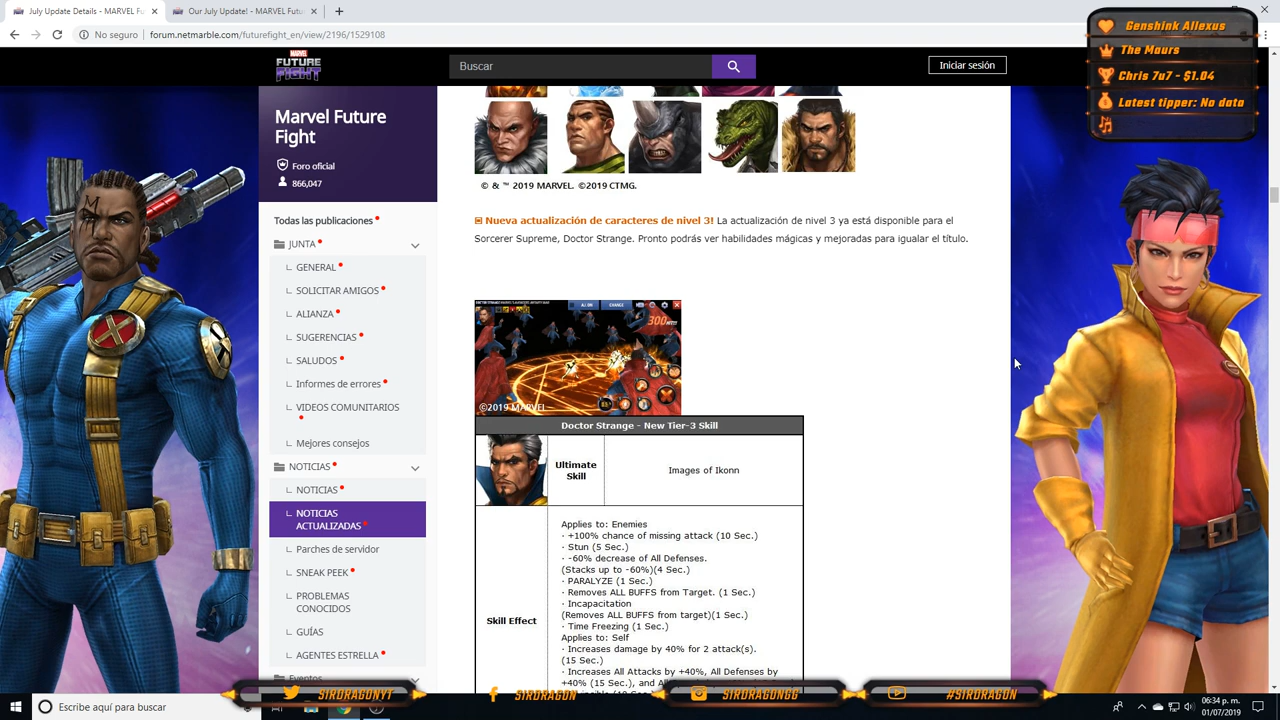 July Update Details - MARVEL Futu
Our July Update! - MARVEL Futur
No seguro
forum.netmarble.com/futurefight_en/view/2196/1529108
MARVEL
FUTURE
FIGHT
Buscar
Iniciar sesión
Genshink Allexus
The Maurs
Chris 7u7 - $1.04
Latest tipper: No data
Marvel Future
Fight
Foro oficial
866,047
Todas las publicaciones
JUNTA
GENERAL
SOLICITAR AMIGOS
ALIANZA
SUGERENCIAS
SALUDOS
Informes de errores
VIDEOS COMUNITARIOS
Mejores consejos
NOTICIAS
NOTICIAS
NOTICIAS
ACTUALIZADAS
Parches de servidor
SNEAK PEEK
PROBLEMAS
CONOCIDOS
GUÍAS
AGENTES ESTRELLA
Eventos
© & ™ 2019 MARVEL. ©2019 CTMG.
Nueva actualización de caracteres de nivel 3! La actualización de nivel 3 ya está disponible para el
Sorcerer Supreme, Doctor Strange. Pronto podrás ver habilidades mágicas y mejoradas para igualar el título.
300
©2019 MARVEL
Doctor Strange - New Tier-3 Skill
Ultimate
Skill
Images of Ikonn
Skill Effect
Applies to: Enemies
· +100% chance of missing attack (10 Sec.)
· Stun (5 Sec.)
· -60% decrease of All Defenses.
(Stacks up to -60%)(4 Sec.)
· PARALYZE (1 Sec.)
· Removes ALL BUFFS from Target. (1 Sec.)
· Incapacitation
(Removes ALL BUFFS from target)(1 Sec.)
· Time Freezing (1 Sec.)
Applies to: Self
· Increases damage by 40% for 2 attack(s).
(15 Sec.)
· Increases All Attacks by +40%, All Defenses by
+40% (15 Sec.), and
SIRDRAGONYT
SIRDRAGON
SIRDRAGONGG
#SIRDRAGON
Escribe aquí para buscar
06:34 p. m.
01/07/2019